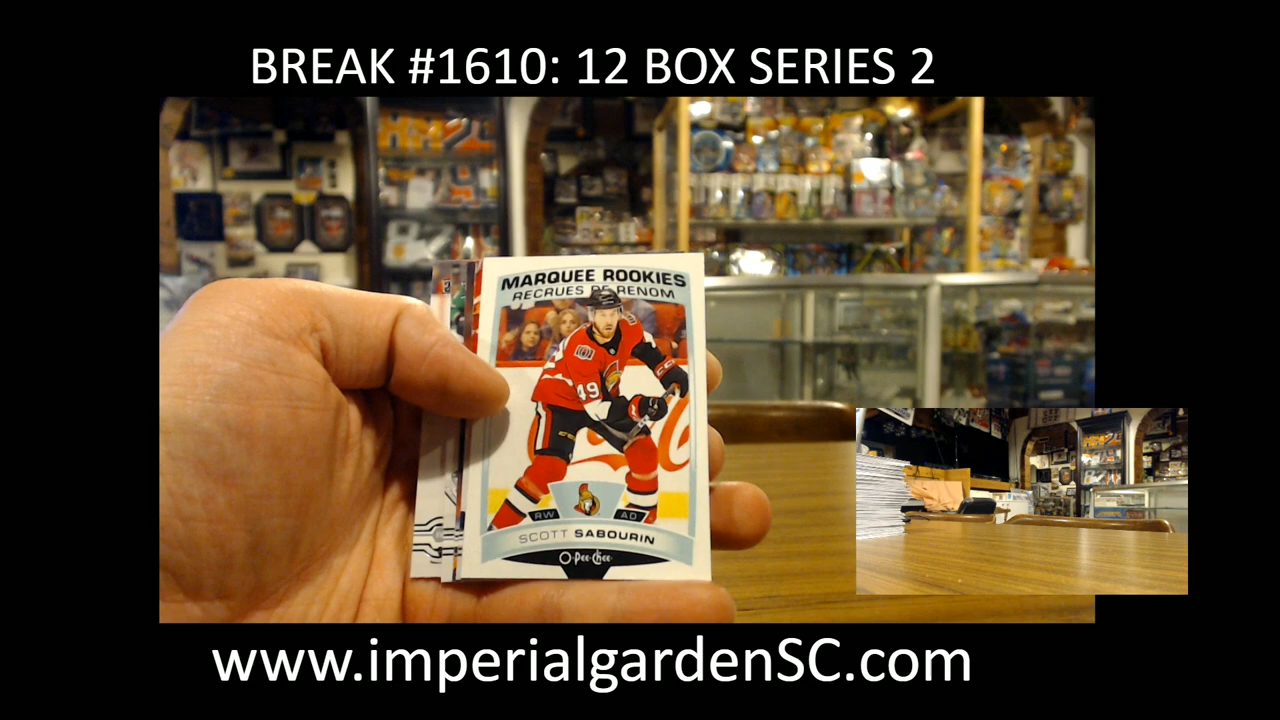 BREAK #1610: 12 BOX SERIES 2
MARQUEE ROOKIES
RECRUES DE RENOM
49
RW AD
SCOTT SABOURIN
O-Pee-Chee
www.imperialgardenSC.com